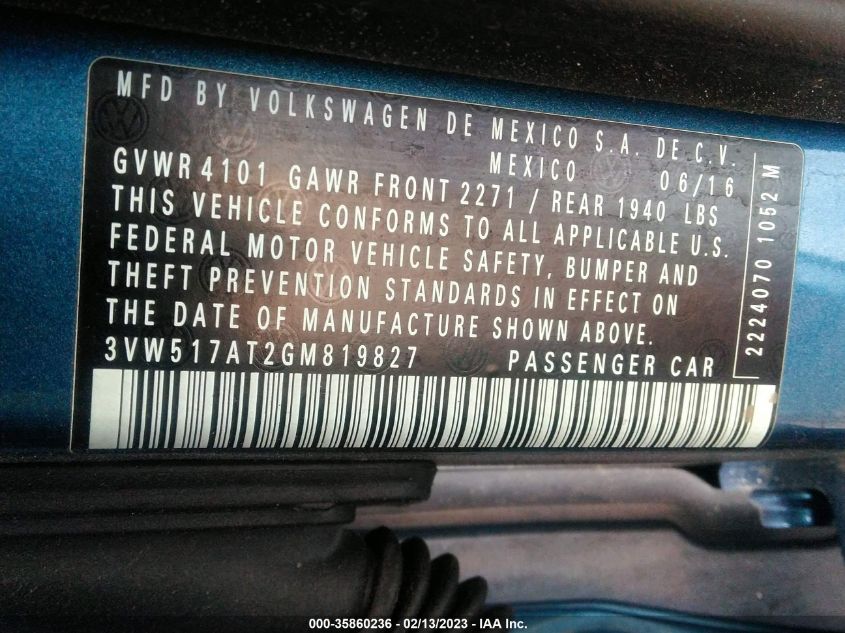 MFD BY VOLKSWAGEN DE MEXICO S.A. DE C.V.
MEXICO 06/16
GVWR 4101 GAWR FRONT 2271 / REAR 1940 LBS
THIS VEHICLE CONFORMS TO ALL APPLICABLE U.S.
FEDERAL MOTOR VEHICLE SAFETY, BUMPER AND
THEFT PREVENTION STANDARDS IN EFFECT ON
THE DATE OF MANUFACTURE SHOWN ABOVE.
3VW517AT2GM819827 PASSENGER CAR
2224070 1052 M
000-35860236 - 02/13/2023 - IAA Inc.